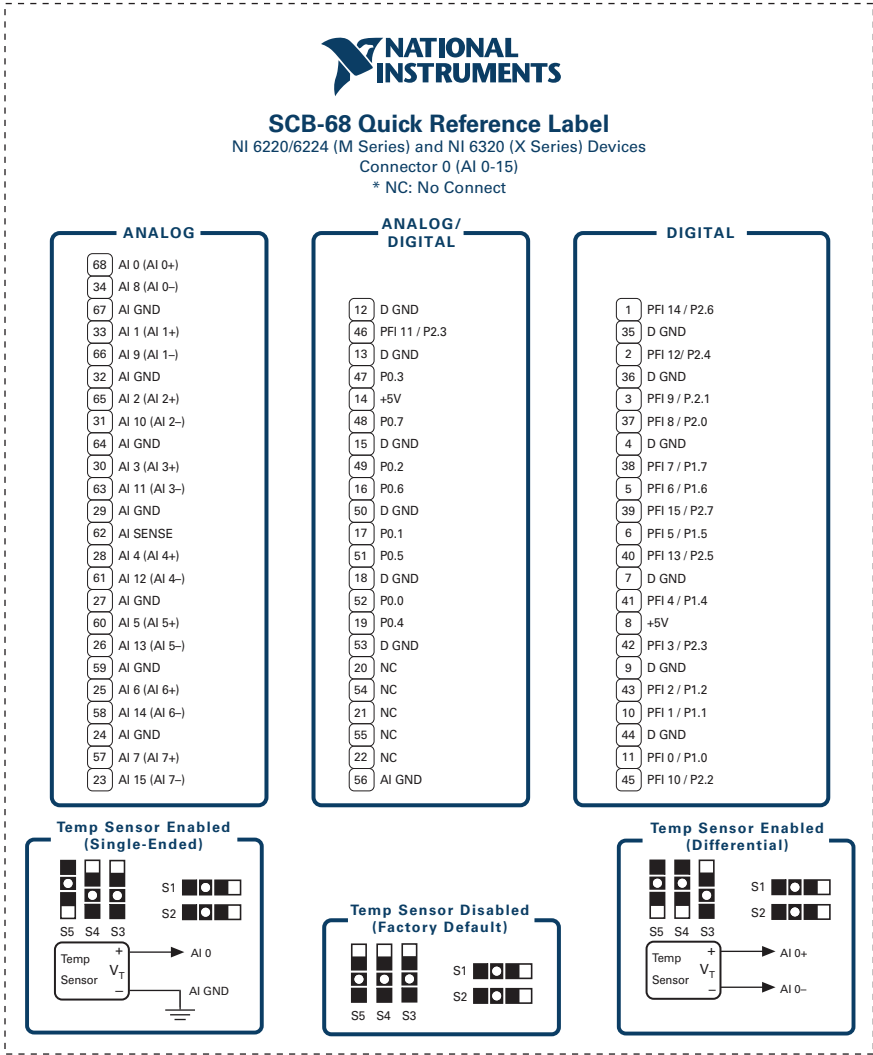 NATIONAL
INSTRUMENTS
SCB-68 Quick Reference Label
NI 6220/6224 (M Series) and NI 6320 (X Series) Devices
Connector 0 (AI 0-15)
* NC: No Connect
ANALOG
68 AI 0 (AI 0+)
34 AI 8 (AI 0–)
67 AI GND
33 AI 1 (AI 1+)
66 AI 9 (AI 1–)
32 AI GND
65 AI 2 (AI 2+)
31 AI 10 (AI 2–)
64 AI GND
30 AI 3 (AI 3+)
63 AI 11 (AI 3–)
29 AI GND
62 AI SENSE
28 AI 4 (AI 4+)
61 AI 12 (AI 4–)
27 AI GND
60 AI 5 (AI 5+)
26 AI 13 (AI 5–)
59 AI GND
25 AI 6 (AI 6+)
58 AI 14 (AI 6–)
24 AI GND
57 AI 7 (AI 7+)
23 AI 15 (AI 7–)
ANALOG/
DIGITAL
12 D GND
46 PFI 11 / P2.3
13 D GND
47 P0.3
14 +5V
48 P0.7
15 D GND
49 P0.2
16 P0.6
50 D GND
17 P0.1
51 P0.5
18 D GND
52 P0.0
19 P0.4
53 D GND
20 NC
54 NC
21 NC
55 NC
22 NC
56 AI GND
DIGITAL
1 PFI 14 / P2.6
35 D GND
2 PFI 12/ P2.4
36 D GND
3 PFI 9 / P.2.1
37 PFI 8 / P2.0
4 D GND
38 PFI 7 / P1.7
5 PFI 6 / P1.6
39 PFI 15 / P2.7
6 PFI 5 / P1.5
40 PFI 13 / P2.5
7 D GND
41 PFI 4 / P1.4
8 +5V
42 PFI 3 / P2.3
9 D GND
43 PFI 2 / P1.2
10 PFI 1 / P1.1
44 D GND
11 PFI 0 / P1.0
45 PFI 10 / P2.2
Temp Sensor Enabled
(Single-Ended)
S1
S2
S5 S4 S3
Temp
Sensor
+
VT
–
AI 0
AI GND
Temp Sensor Disabled
(Factory Default)
S1
S2
S5 S4 S3
Temp Sensor Enabled
(Differential)
S1
S2
S5 S4 S3
Temp
Sensor
+
VT
–
AI 0+
AI 0–